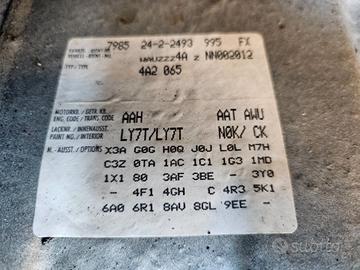 7985 24-2-2493 995 FX
WAUZZZ4A Z NN002012
TYP / TYPE
4A2 065
MOTORKB. / GETR. KB.
ENG. CODE / TRANS. CODE
AAH AAT AWU
LACKNR. / INNENAUSST.
PAINT NO. / INTERIOR
LY7T/LY7T N0K/ CK
M.-AUSST. / OPTIONS
X3A G0G H0Q J0J L0L M7H
C3Z 0TA 1AC 1C1 1G3 1MD
1X1 80 3AF 3BE - 3Y0
- 4F1 4GH C 4R3 5K1
6A0 6R1 8AV 8GL 9EE -
subito